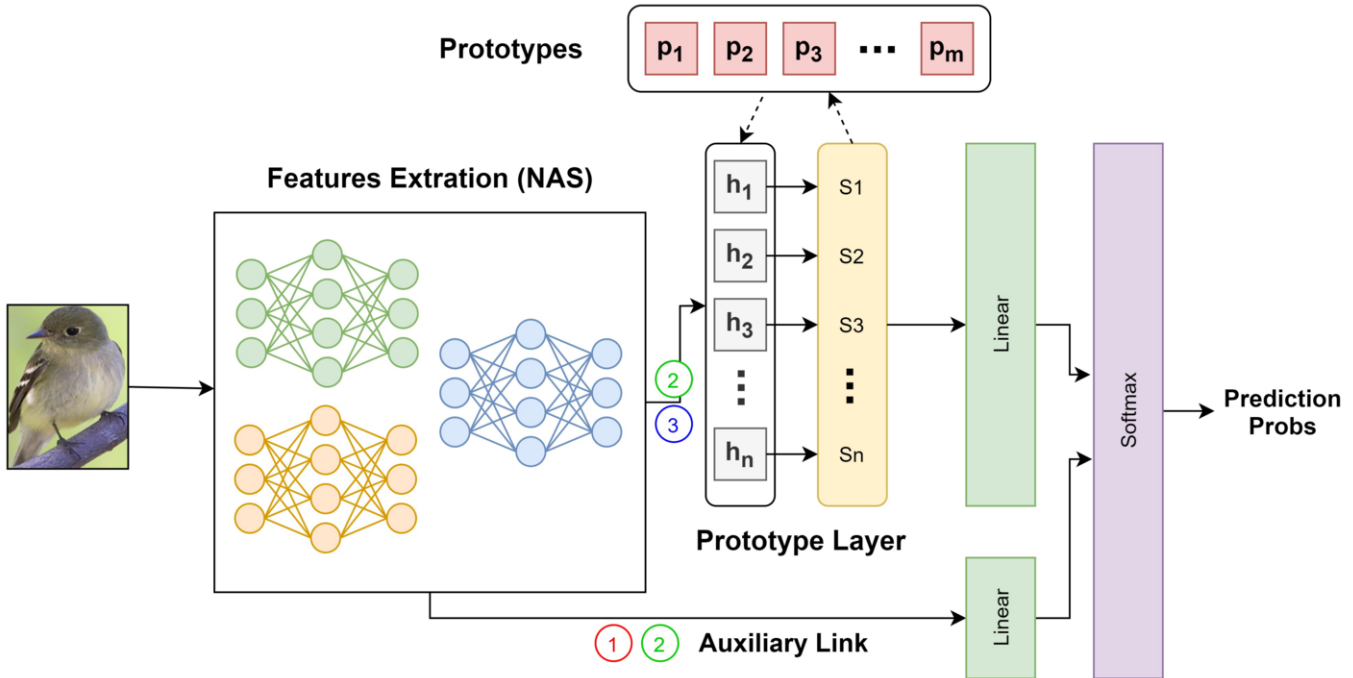 Prototypes
p1 p2 p3 ... pm
Features Extration (NAS)
h1 S1
h2 S2
h3 S3
hn Sn
2
3
Linear
Softmax
Prediction
Probs
Prototype Layer
Linear
1 2 Auxiliary Link